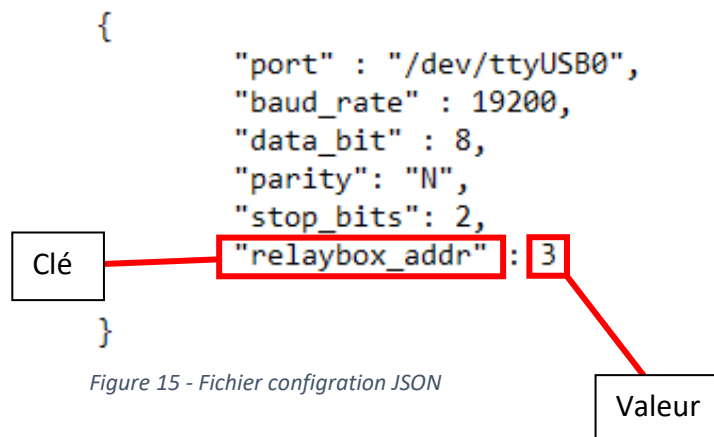 {
"port" : "/dev/ttyUSB0",
"baud_rate" : 19200,
"data_bit" : 8,
"parity": "N",
"stop_bits": 2,
Clé
"relaybox_addr" : 3
}
Figure 15 - Fichier configration JSON
Valeur